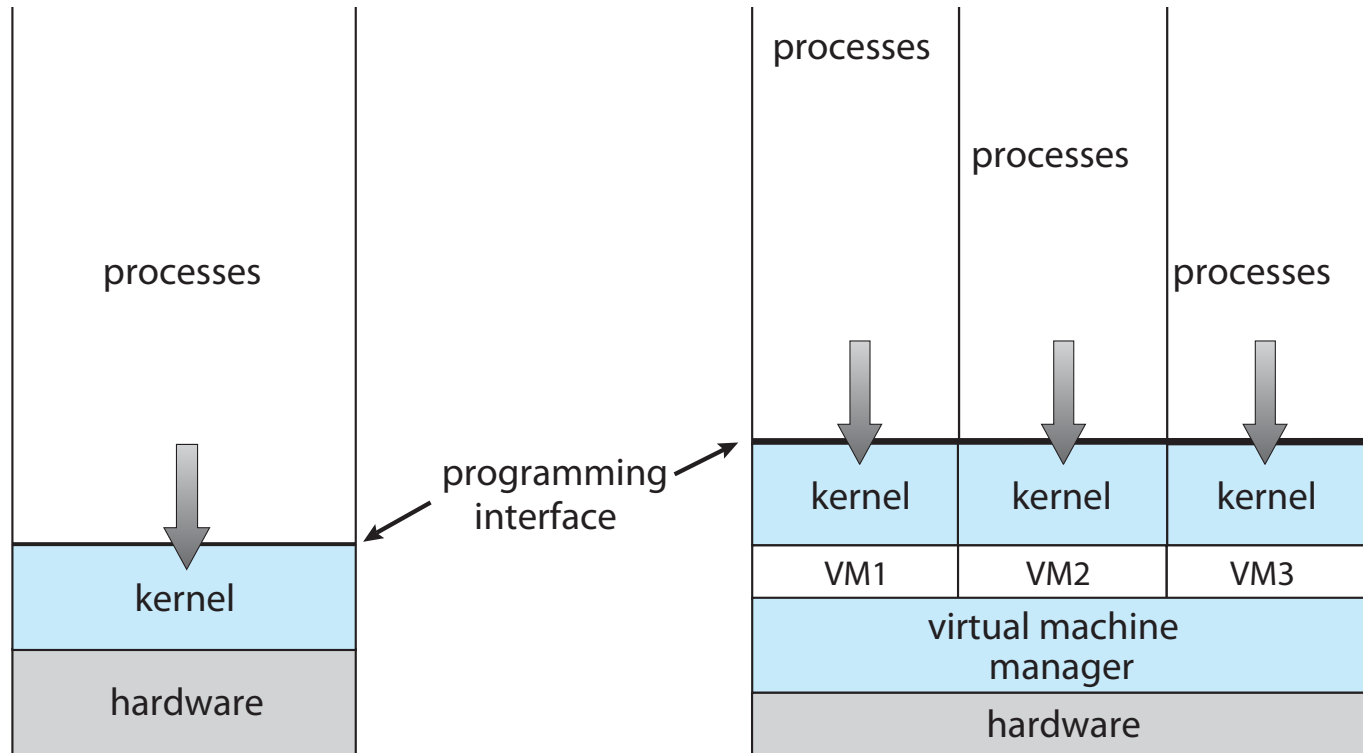 processes
kernel
hardware
programming
interface
processes
processes
processes
kernel
kernel
kernel
VM1
VM2
VM3
virtual machine
manager
hardware